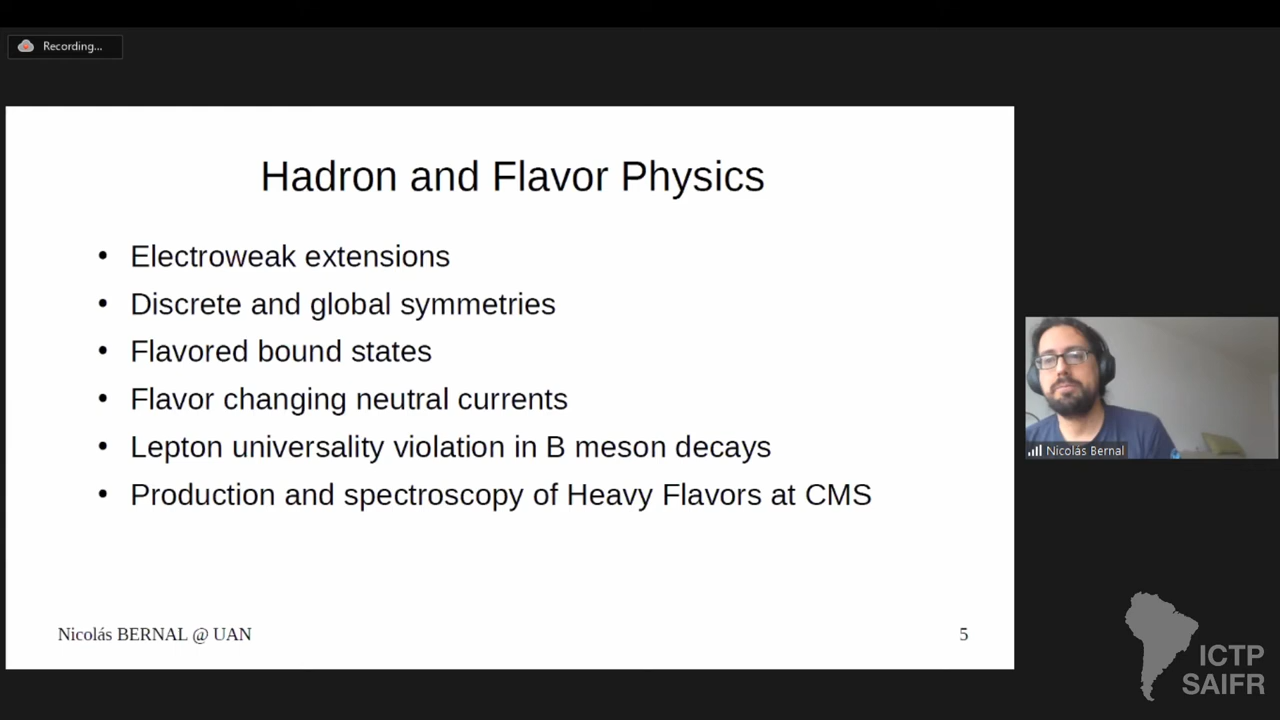 Recording...
Hadron and Flavor Physics
• Electroweak extensions
• Discrete and global symmetries
• Flavored bound states
• Flavor changing neutral currents
• Lepton universality violation in B meson decays
• Production and spectroscopy of Heavy Flavors at CMS
Nicolás Bernal
Nicolás BERNAL @ UAN
5
ICTP
SAIFR